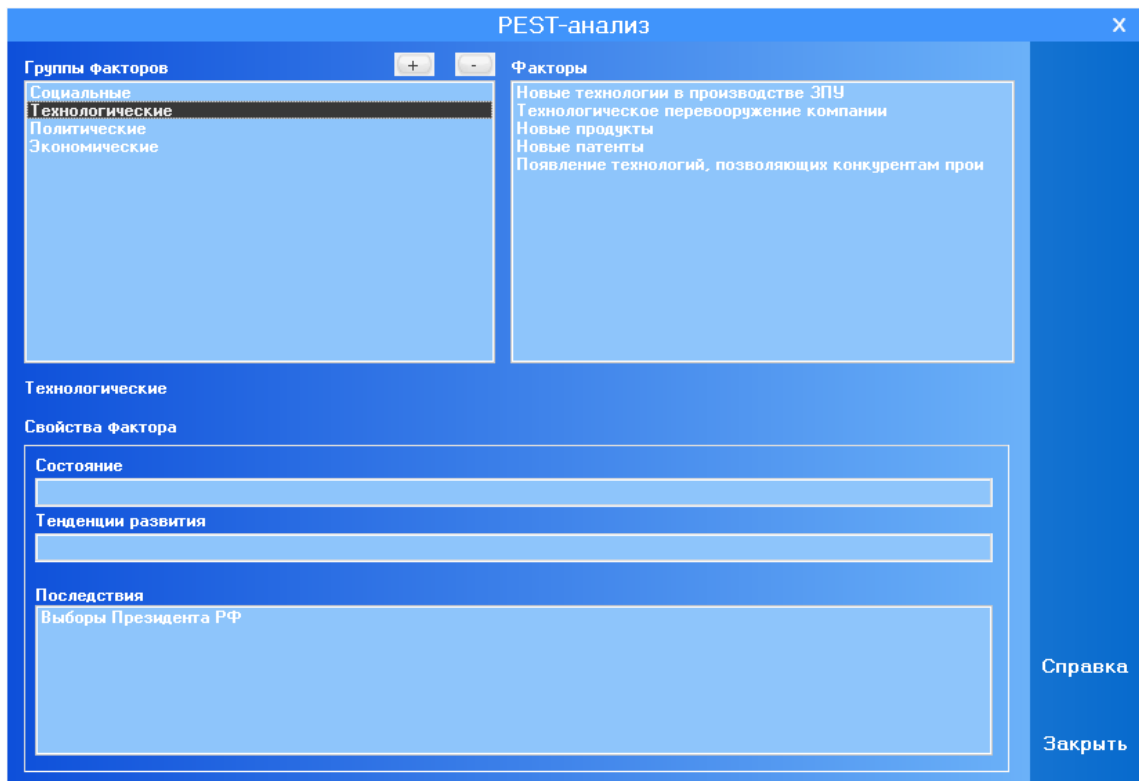 PEST-анализ X
Группы факторов + -
Социальные
Технологические
Политические
Экономические
Факторы
Новые технологии в производстве ЗПУ
Технологическое перевооружение компании
Новые продукты
Новые патенты
Появление технологий, позволяющих конкурентам прои
Технологические
Свойства фактора
Состояние
Тенденции развития
Последствия
Выборы Президента РФ
Справка
Закрыть